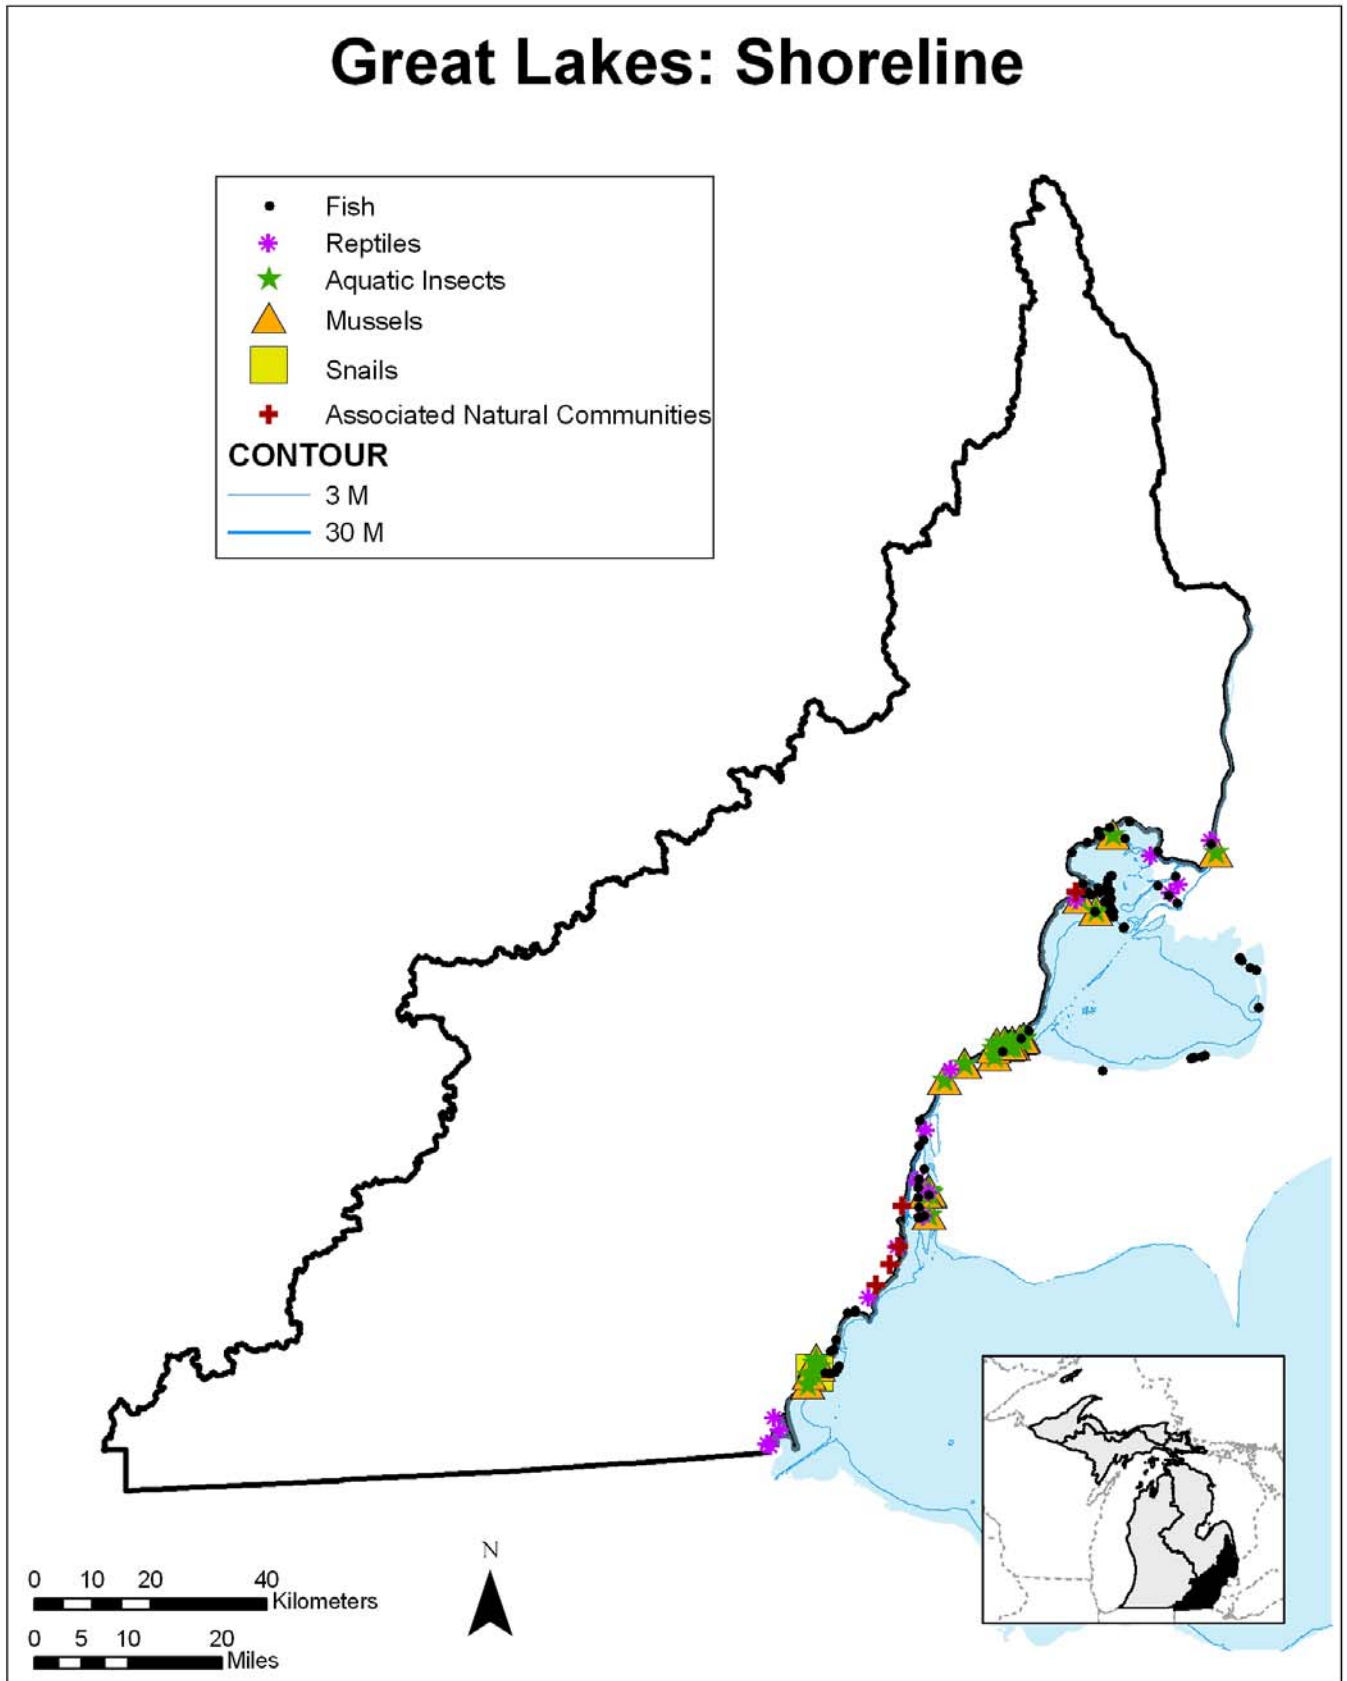 Great Lakes: Shoreline
Fish
Reptiles
Aquatic Insects
Mussels
Snails
Associated Natural Communities
CONTOUR
3 M
30 M
N
0 10 20 40
Kilometers
0 5 10 20
Miles